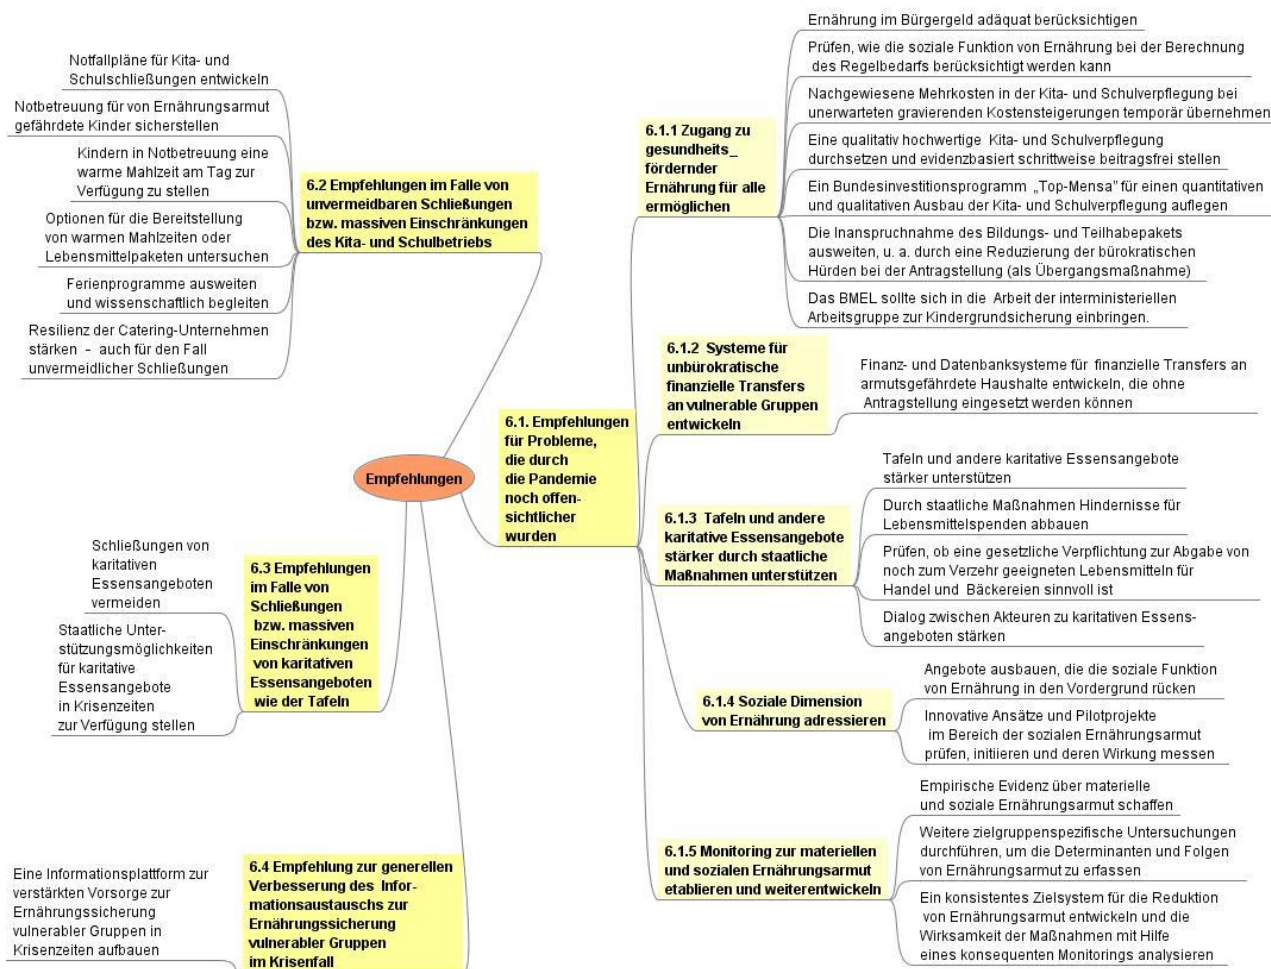 Empfehlungen
6.1. Empfehlungen
für Probleme,
die durch
die Pandemie
noch offen-
sichtlicher
wurden
6.1.1 Zugang zu
gesundheits_
fördernder
Ernährung für alle
ermöglichen
Ernährung im Bürgergeld adäquat berücksichtigen
Prüfen, wie die soziale Funktion von Ernährung bei der Berechnung
des Regelbedarfs berücksichtigt werden kann
Nachgewiesene Mehrkosten in der Kita- und Schulverpflegung bei
unerwarteten gravierenden Kostensteigerungen temporär übernehmen
Eine qualitativ hochwertige Kita- und Schulverpflegung
durchsetzen und evidenzbasiert schrittweise beitragsfrei stellen
Ein Bundesinvestitionsprogramm „Top-Mensa" für einen quantitativen
und qualitativen Ausbau der Kita- und Schulverpflegung auflegen
Die Inanspruchnahme des Bildungs- und Teilhabepakets
ausweiten, u. a. durch eine Reduzierung der bürokratischen
Hürden bei der Antragstellung (als Übergangsmaßnahme)
Das BMEL sollte sich in die Arbeit der interministeriellen
Arbeitsgruppe zur Kindergrundsicherung einbringen.
6.1.2 Systeme für
unbürokratische
finanzielle Transfers
an vulnerable Gruppen
entwickeln
Finanz- und Datenbanksysteme für finanzielle Transfers an
armutsgefährdete Haushalte entwickeln, die ohne
Antragstellung eingesetzt werden können
6.1.3 Tafeln und andere
karitative Essensangebote
stärker durch staatliche
Maßnahmen unterstützen
Tafeln und andere karitative Essensangebote
stärker unterstützen
Durch staatliche Maßnahmen Hindernisse für
Lebensmittelspenden abbauen
Prüfen, ob eine gesetzliche Verpflichtung zur Abgabe von
noch zum Verzehr geeigneten Lebensmitteln für
Handel und Bäckereien sinnvoll ist
Dialog zwischen Akteuren zu karitativen Essens-
angeboten stärken
6.1.4 Soziale Dimension
von Ernährung adressieren
Angebote ausbauen, die die soziale Funktion
von Ernährung in den Vordergrund rücken
Innovative Ansätze und Pilotprojekte
im Bereich der sozialen Ernährungsarmut
prüfen, initiieren und deren Wirkung messen
6.1.5 Monitoring zur materiellen
und sozialen Ernährungsarmut
etablieren und weiterentwickeln
Empirische Evidenz über materielle
und soziale Ernährungsarmut schaffen
Weitere zielgruppenspezifische Untersuchungen
durchführen, um die Determinanten und Folgen
von Ernährungsarmut zu erfassen
Ein konsistentes Zielsystem für die Reduktion
von Ernährungsarmut entwickeln und die
Wirksamkeit der Maßnahmen mit Hilfe
eines konsequenten Monitorings analysieren
6.2 Empfehlungen im Falle von
unvermeidbaren Schließungen
bzw. massiven Einschränkungen
des Kita- und Schulbetriebs
Notfallpläne für Kita- und
Schulschließungen entwickeln
Notbetreuung für von Ernährungsarmut
gefährdete Kinder sicherstellen
Kindern in Notbetreuung eine
warme Mahlzeit am Tag zur
Verfügung zu stellen
Optionen für die Bereitstellung
von warmen Mahlzeiten oder
Lebensmittelpaketen untersuchen
Ferienprogramme ausweiten
und wissenschaftlich begleiten
Resilienz der Catering-Unternehmen
stärken - auch für den Fall
unvermeidlicher Schließungen
6.3 Empfehlungen
im Falle von
Schließungen
bzw. massiven
Einschränkungen
von karitativen
Essensangeboten
wie der Tafeln
Schließungen von
karitativen
Essensangeboten
vermeiden
Staatliche Unter-
stützungsmöglichkeiten
für karitative
Essensangebote
in Krisenzeiten
zur Verfügung stellen
6.4 Empfehlung zur generellen
Verbesserung des Infor-
mationsaustauschs zur
Ernährungssicherung
vulnerabler Gruppen
im Krisenfall
Eine Informationsplattform zur
verstärkten Vorsorge zur
Ernährungssicherung
vulnerabler Gruppen in
Krisenzeiten aufbauen